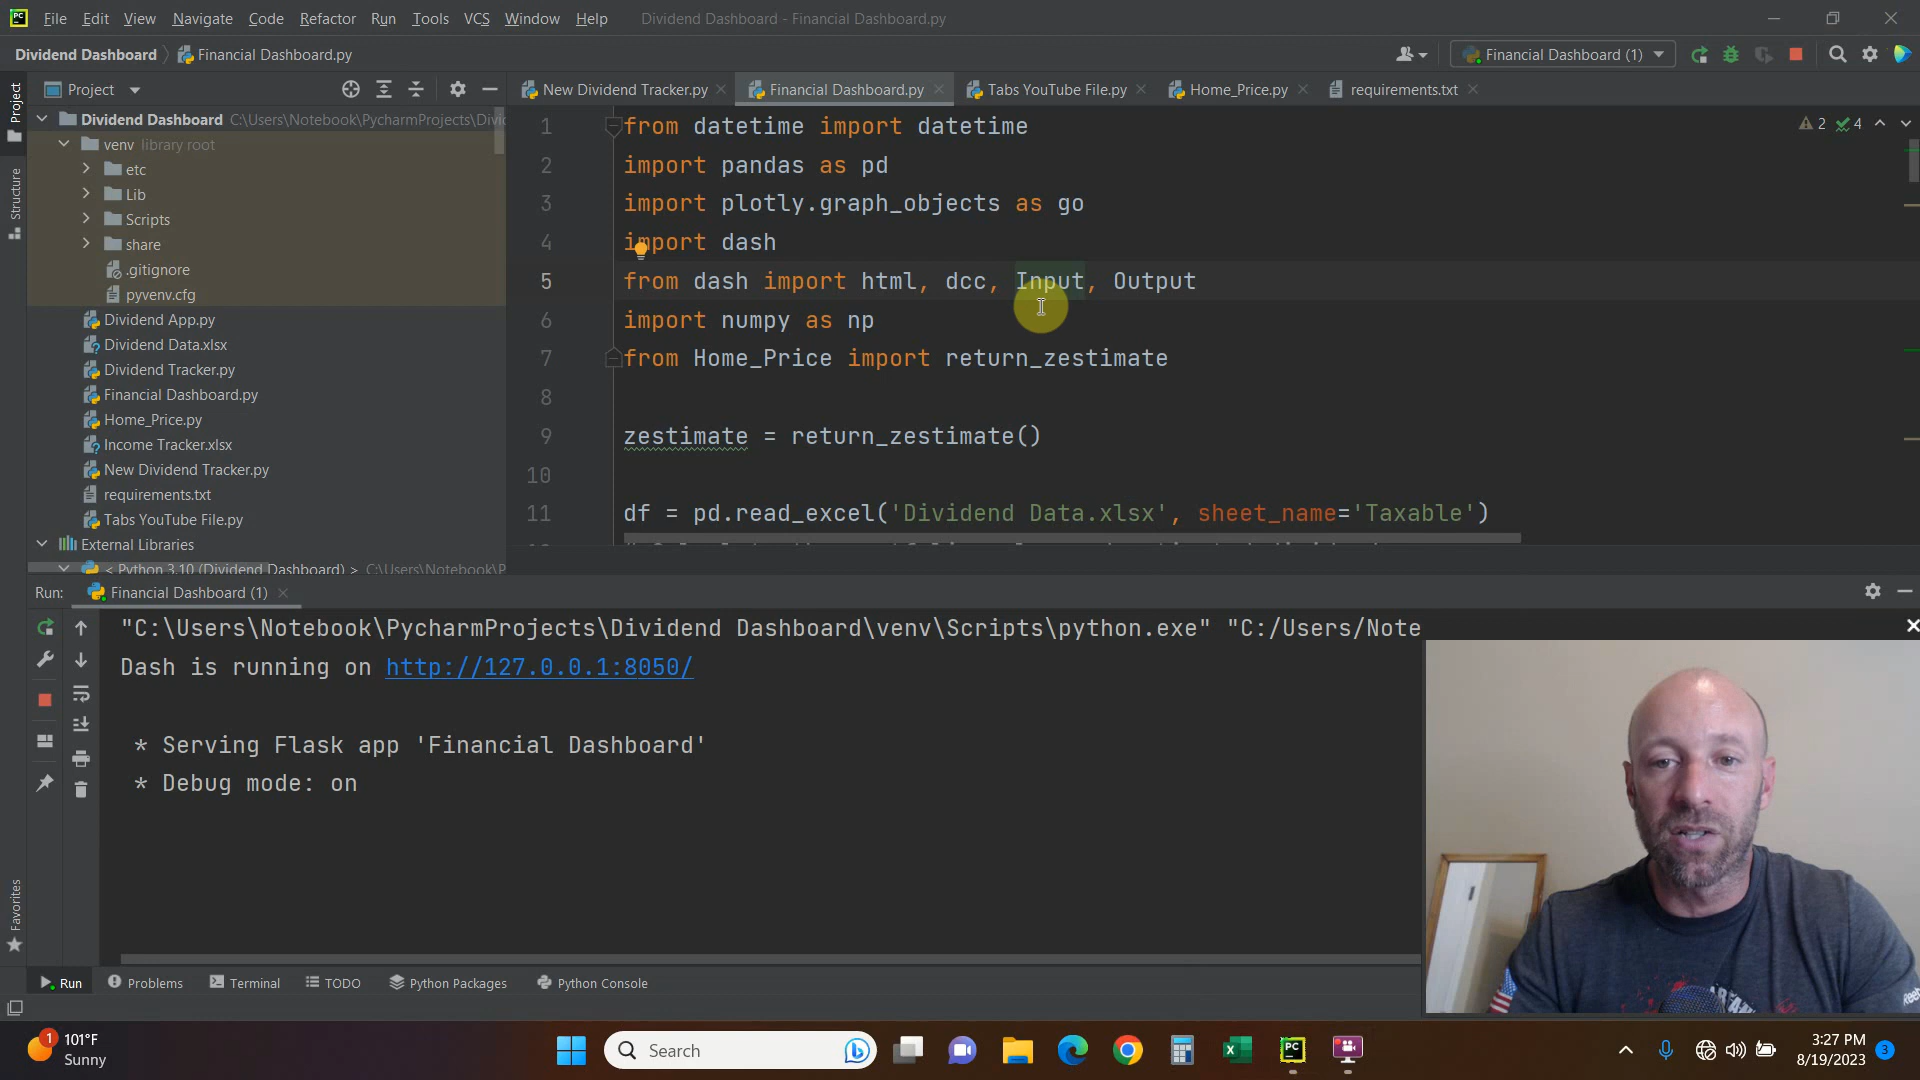 File Edit View Navigate Code Refactor Run Tools VCS Window Help Dividend Dashboard - Financial Dashboard.py
Dividend Dashboard Financial Dashboard.py Financial Dashboard (1)
Project
New Dividend Tracker.py Financial Dashboard.py Tabs YouTube File.py Home_Price.py requirements.txt
Project
Structure
Favorites
Dividend Dashboard C:\Users\Notebook\PycharmProjects\Divid
venv library root
etc
Lib
Scripts
share
.gitignore
pyvenv.cfg
Dividend App.py
Dividend Data.xlsx
Dividend Tracker.py
Financial Dashboard.py
Home_Price.py
Income Tracker.xlsx
New Dividend Tracker.py
requirements.txt
Tabs YouTube File.py
External Libraries
< Python 3.10 (Dividend Dashboard) > C:\Users\Notebook\P
2 4
1 from datetime import datetime
2 import pandas as pd
3 import plotly.graph_objects as go
4 import dash
5 from dash import html, dcc, Input, Output
6 import numpy as np
7 from Home_Price import return_zestimate
8
9 zestimate = return_zestimate()
10
11 df = pd.read_excel('Dividend Data.xlsx', sheet_name='Taxable')
Run: Financial Dashboard (1)
"C:\Users\Notebook\PycharmProjects\Dividend Dashboard\venv\Scripts\python.exe" "C:/Users/Note
Dash is running on http://127.0.0.1:8050/
* Serving Flask app 'Financial Dashboard'
* Debug mode: on
Run Problems Terminal TODO Python Packages Python Console
1 101°F
Sunny
Search
PC
3:27 PM
8/19/2023 3